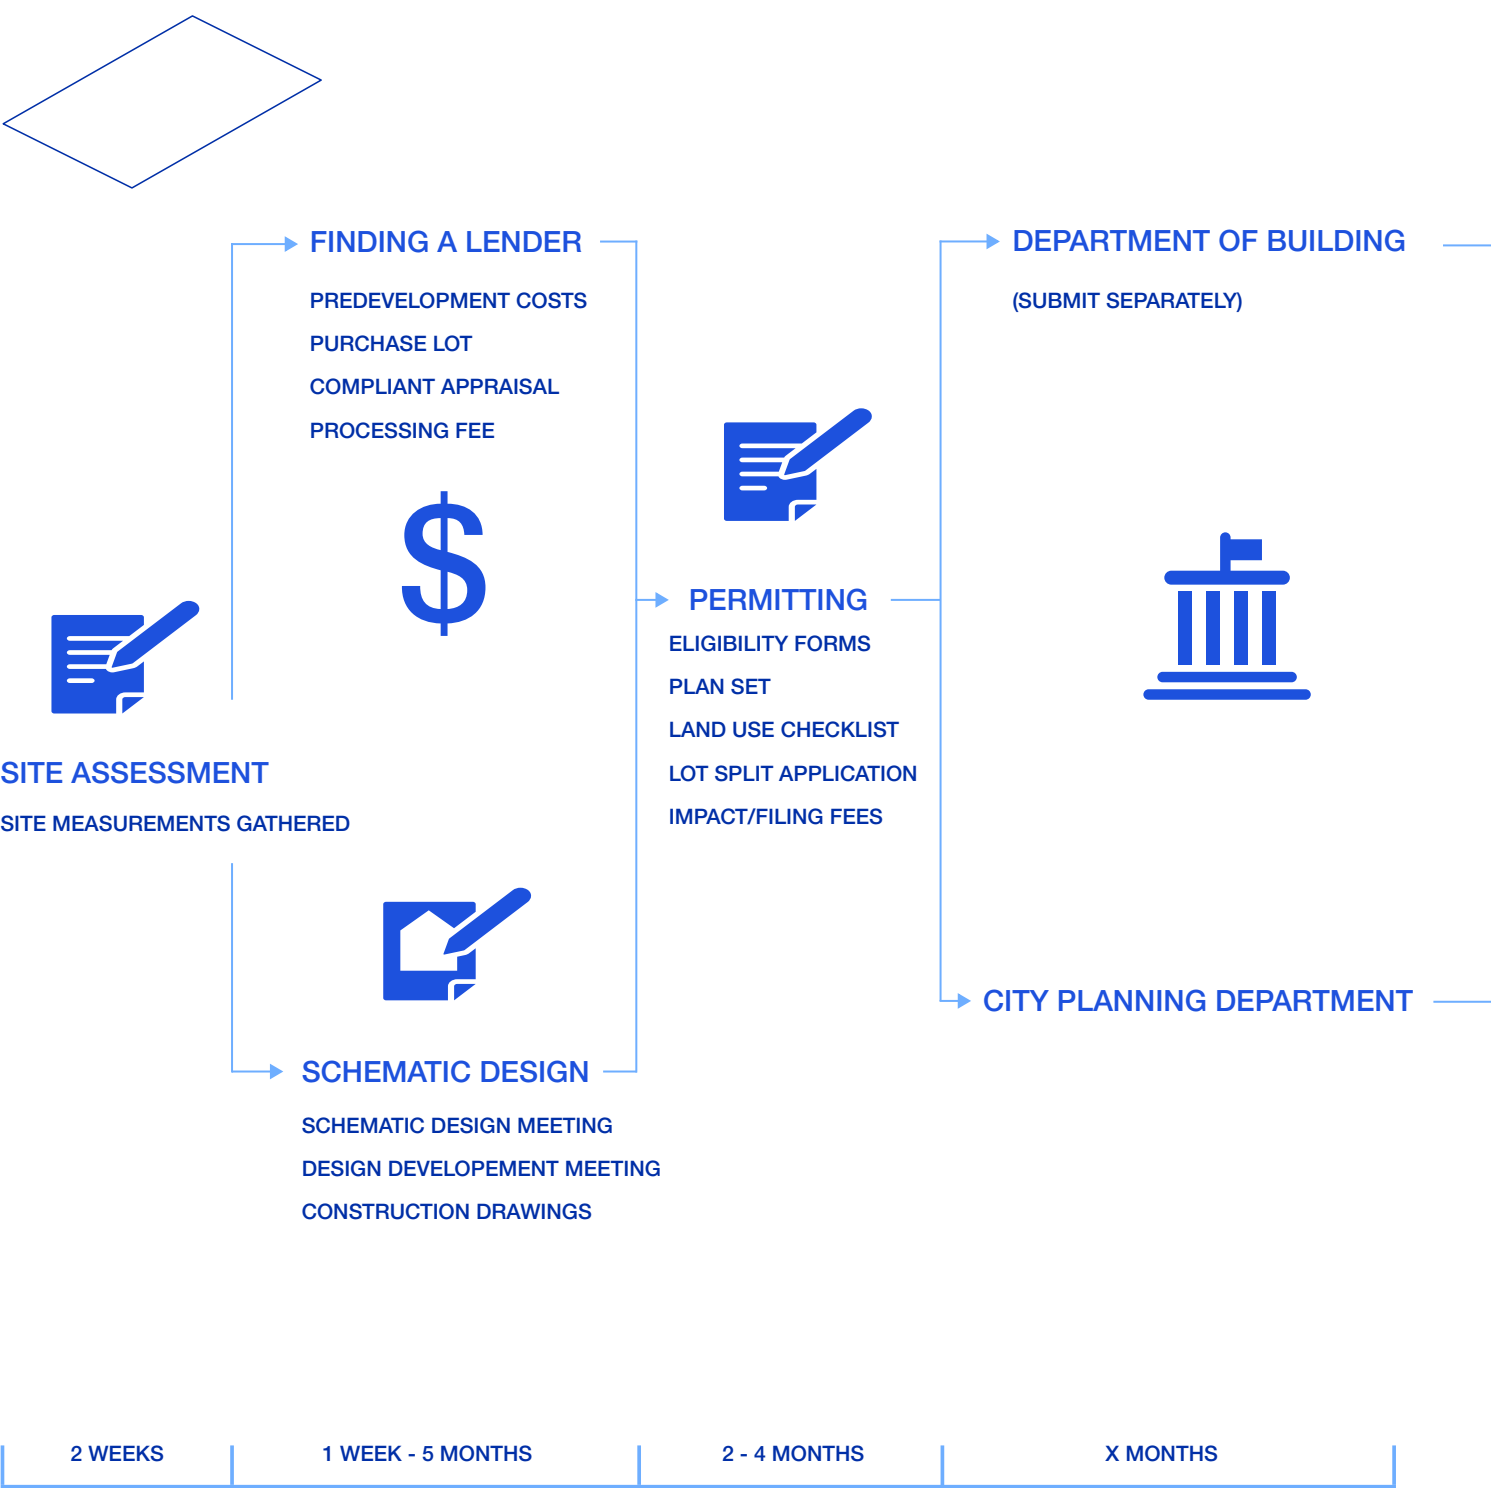 FINDING A LENDER
PREDEVELOPMENT COSTS
PURCHASE LOT
COMPLIANT APPRAISAL
PROCESSING FEE
$
SITE ASSESSMENT
SITE MEASUREMENTS GATHERED
SCHEMATIC DESIGN
SCHEMATIC DESIGN MEETING
DESIGN DEVELOPEMENT MEETING
CONSTRUCTION DRAWINGS
PERMITTING
ELIGIBILITY FORMS
PLAN SET
LAND USE CHECKLIST
LOT SPLIT APPLICATION
IMPACT/FILING FEES
DEPARTMENT OF BUILDING
(SUBMIT SEPARATELY)
CITY PLANNING DEPARTMENT
2 WEEKS
1 WEEK - 5 MONTHS
2 - 4 MONTHS
X MONTHS